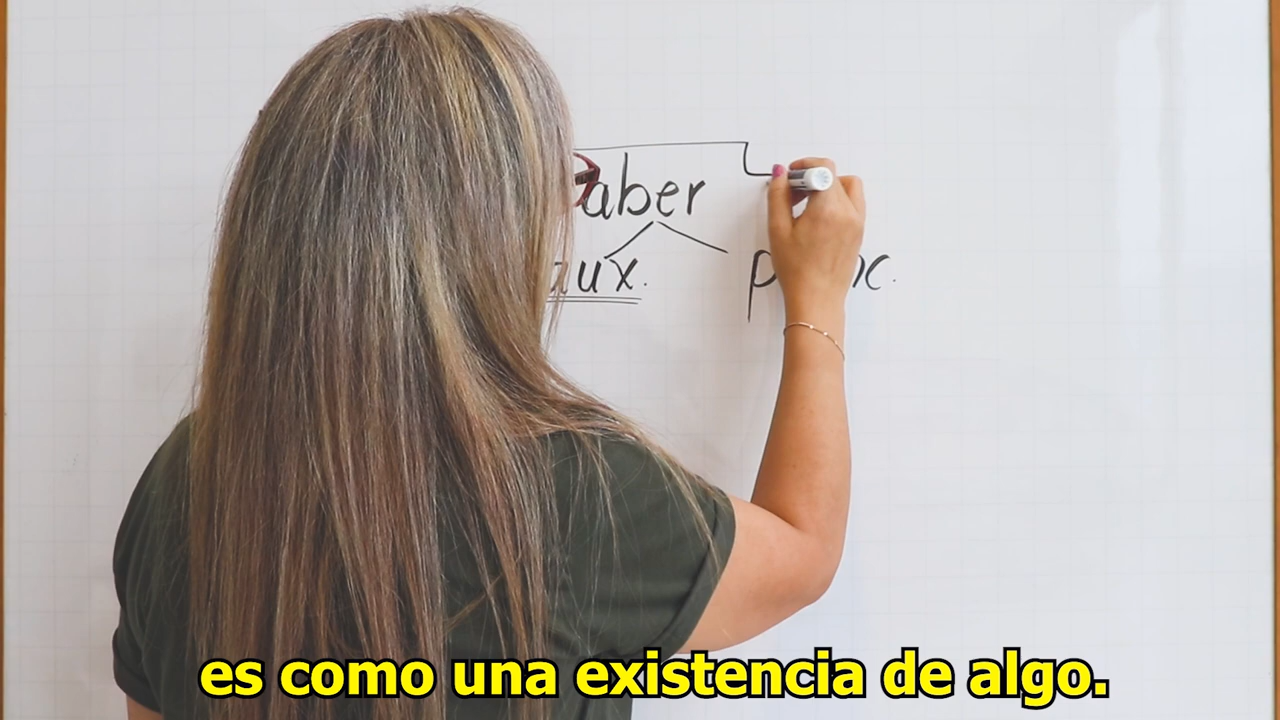 aber
aux.
es como una existencia de algo.